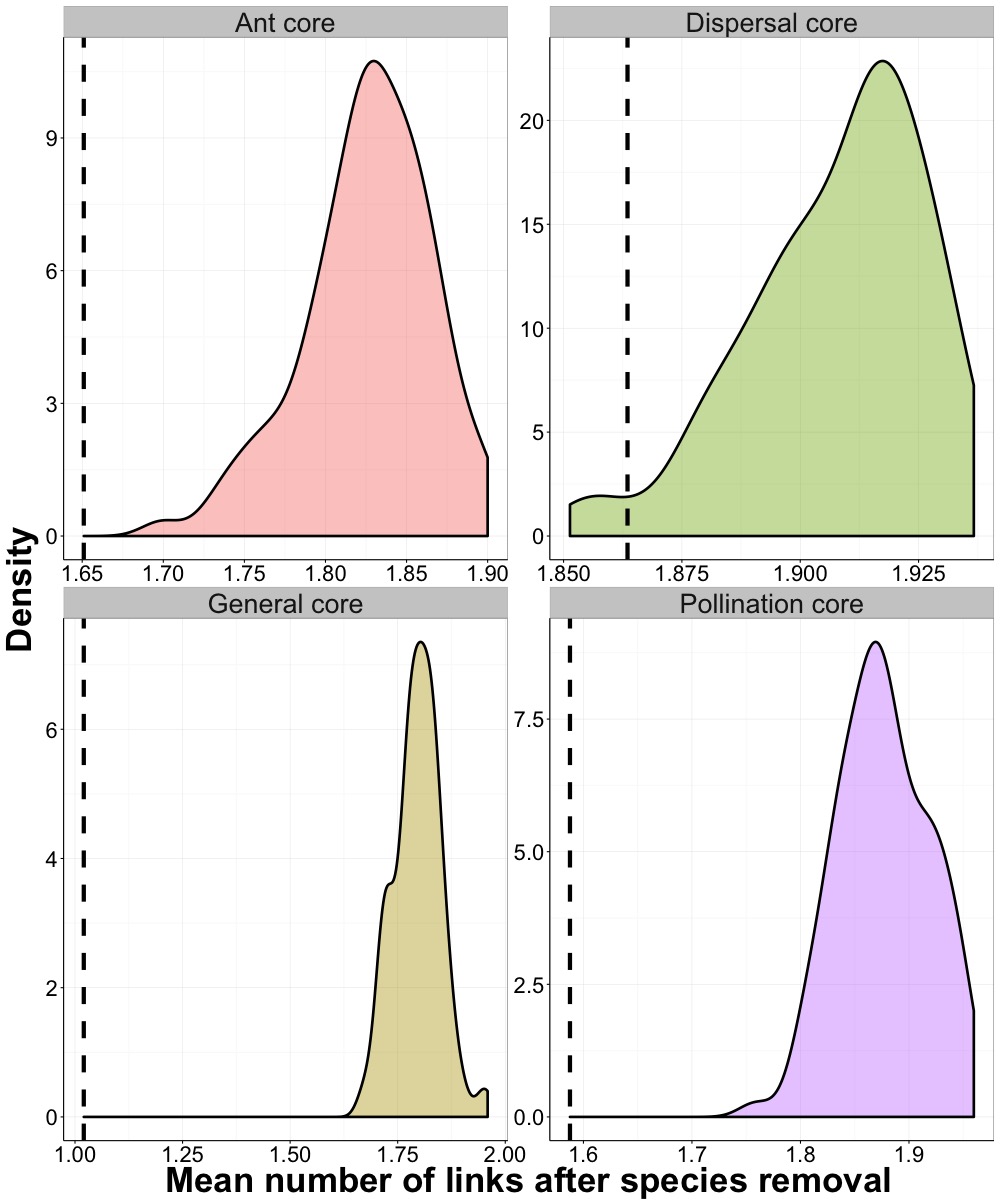 Ant core
Dispersal core
9
6
3
0
20
15
10
5
0
1.65 1.70 1.75 1.80 1.85 1.90
1.850 1.875 1.900 1.925
General core
Pollination core
6
4
2
0
7.5
5.0
2.5
0.0
1.00 1.25 1.50 1.75 2.00
1.6 1.7 1.8 1.9
Density
Mean number of links after species removal